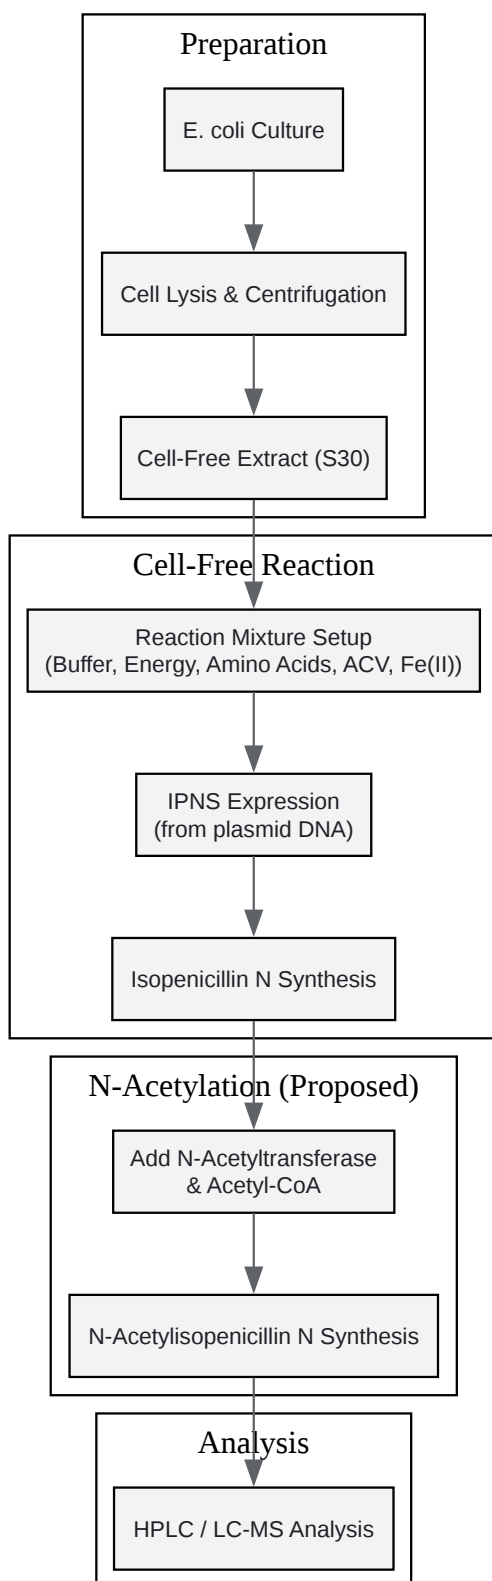 Preparation
E. coli Culture
Cell Lysis & Centrifugation
Cell-Free Extract (S30)
Cell-Free Reaction
Reaction Mixture Setup
(Buffer, Energy, Amino Acids, ACV, Fe(II))
IPNS Expression
(from plasmid DNA)
Isopenicillin N Synthesis
N-Acetylation (Proposed)
Add N-Acetyltransferase
& Acetyl-CoA
N-Acetylisopenicillin N Synthesis
Analysis
HPLC / LC-MS Analysis